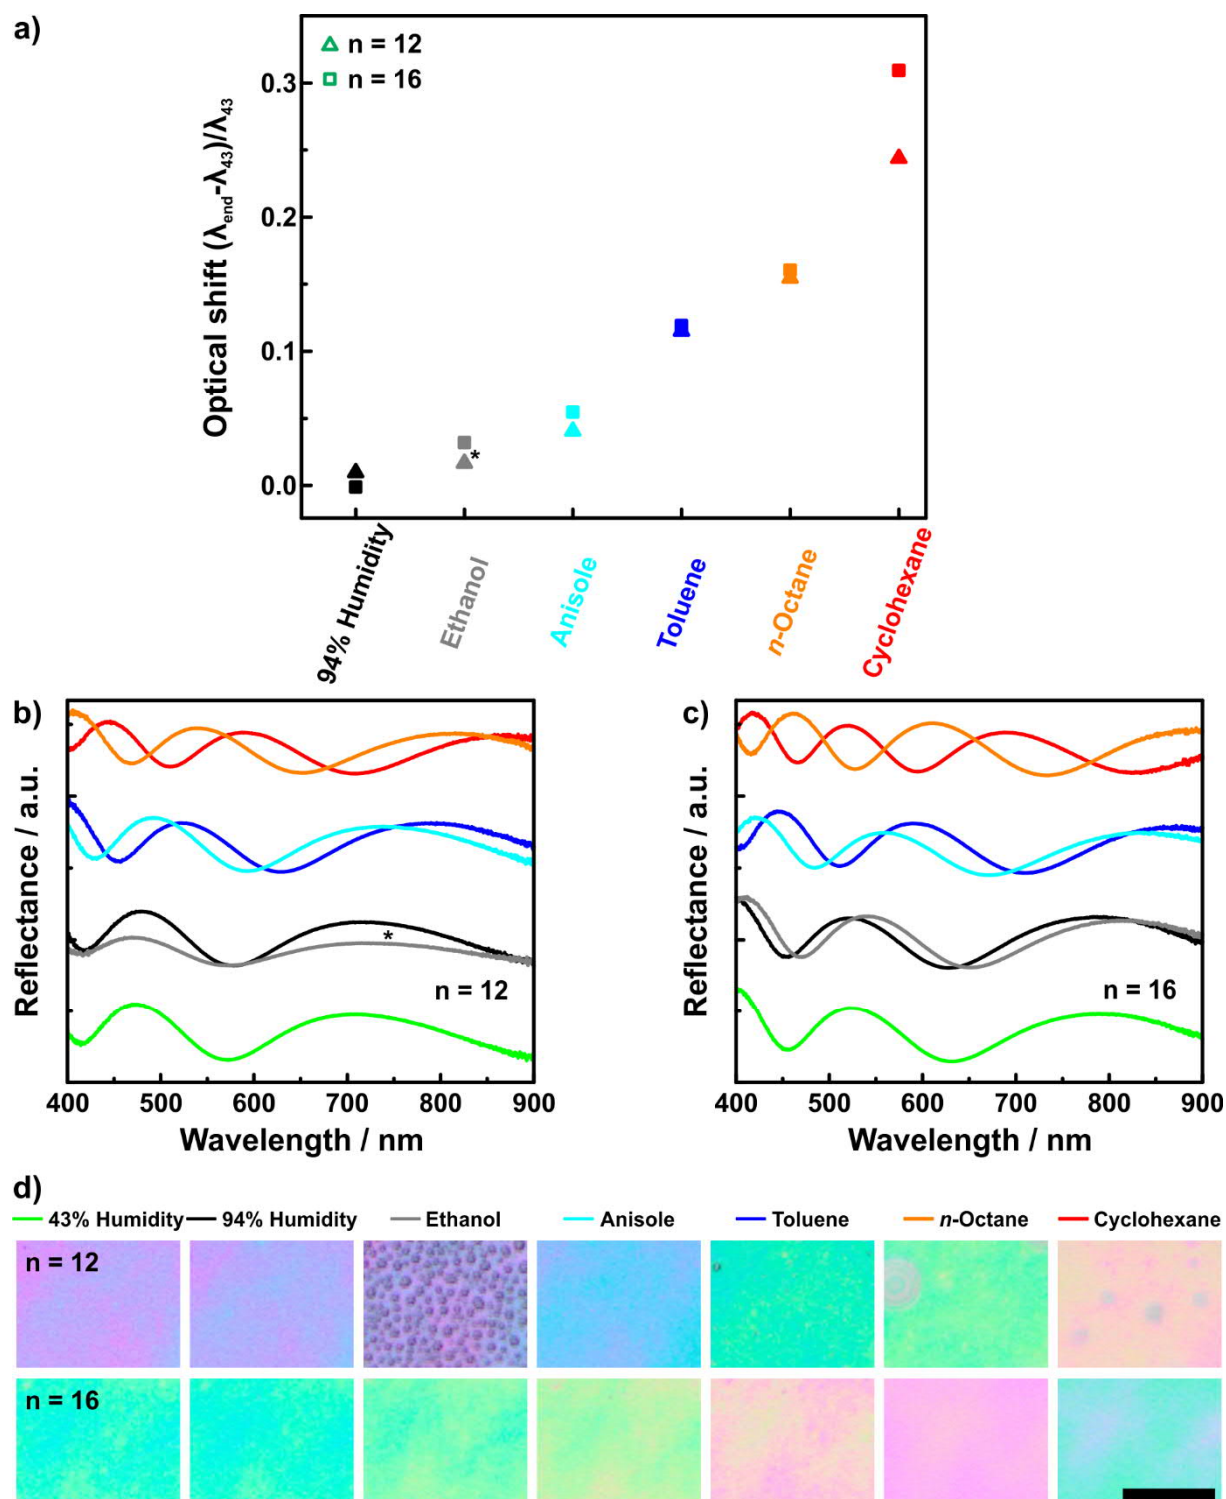 a)
n = 12
n = 16
Optical shift (λend-λ43)/λ43
0.3
0.2
0.1
0.0
94% Humidity
Ethanol
*
Anisole
Toluene
n-Octane
Cyclohexane
b)
Reflectance / a.u.
*
n = 12
400 500 600 700 800 900
Wavelength / nm
c)
Reflectance / a.u.
n = 16
400 500 600 700 800 900
Wavelength / nm
d)
43% Humidity 94% Humidity Ethanol Anisole Toluene n-Octane Cyclohexane
n = 12
n = 16